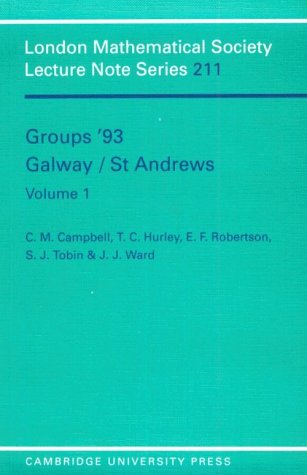 London Mathematical Society
Lecture Note Series 211
Groups '93
Galway / St Andrews
Volume 1
C. M. Campbell, T. C. Hurley, E. F. Robertson,
S. J. Tobin & J. J. Ward
CAMBRIDGE UNIVERSITY PRESS